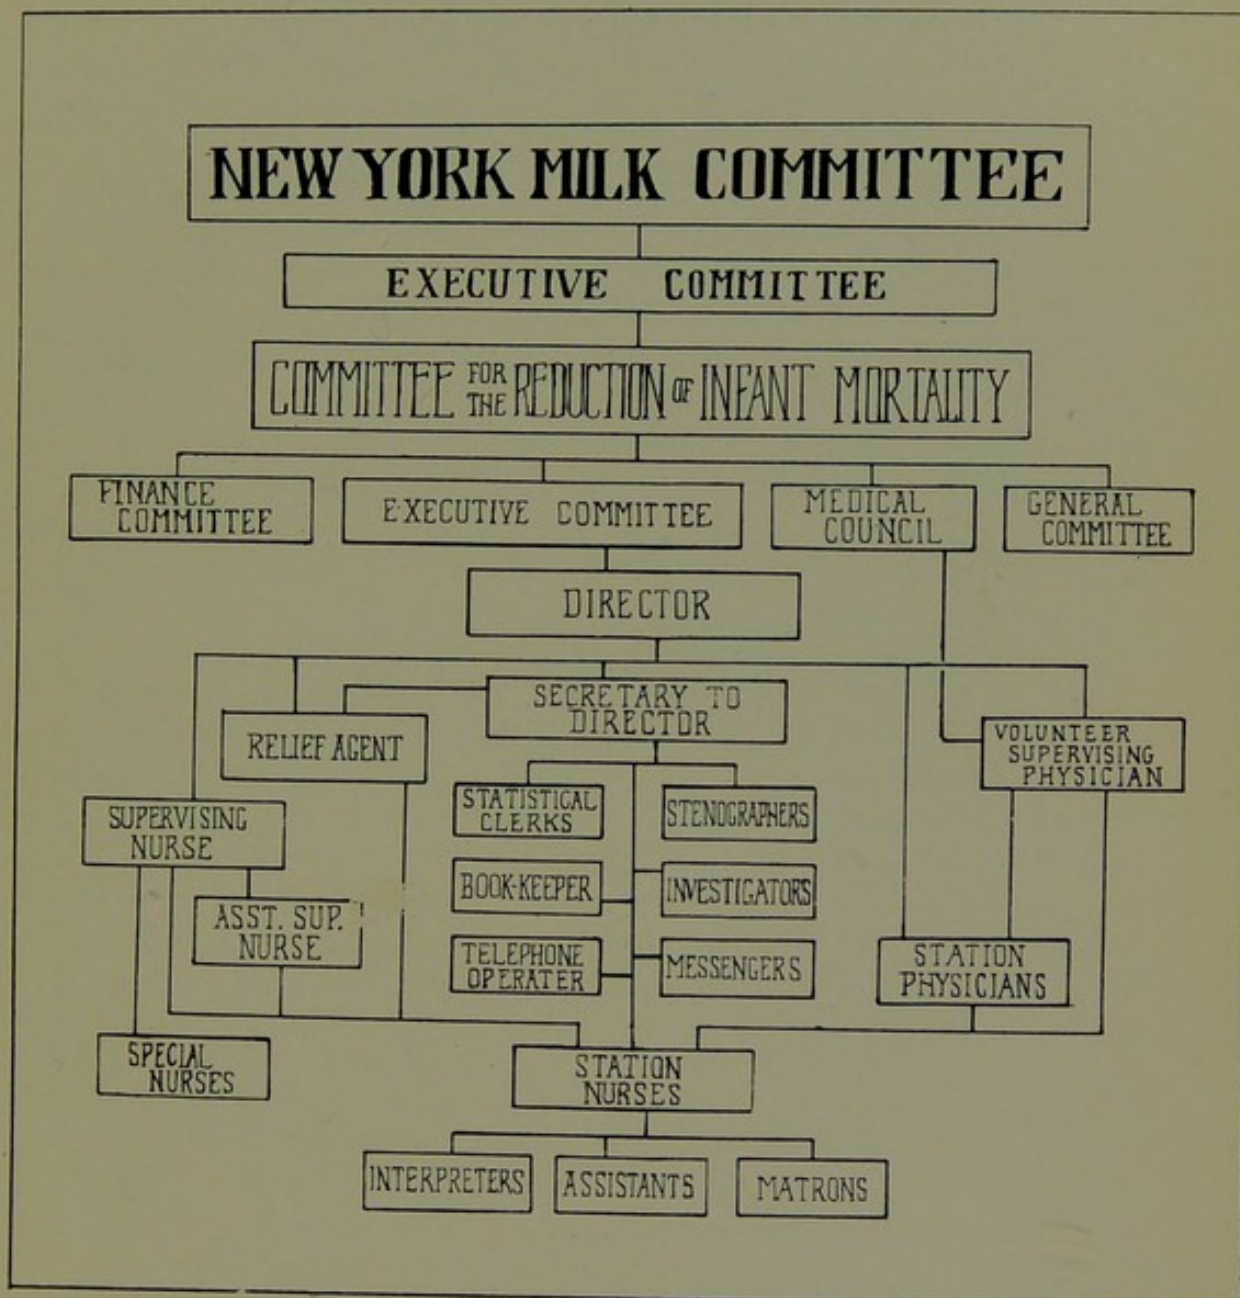 NEW YORK MILK COMMITTEE
EXECUTIVE COMMITTEE
COMMITTEE FOR THE REDUCTION OF INFANT MORTALITY
FINANCE
COMMITTEE
EXECUTIVE COMMITTEE
MEDICAL
COUNCIL
GENERAL
COMMITTEE
DIRECTOR
SECRETARY TO
DIRECTOR
RELIEF AGENT
VOLUNTEER
SUPERVISING
PHYSICIAN
SUPERVISING
NURSE
STATISTICAL
CLERKS
STENOGRAPHERS
BOOK-KEEPER
INVESTIGATORS
ASST. SUP.
NURSE
TELEPHONE
OPERATER
MESSENGERS
STATION
PHYSICIANS
SPECIAL
NURSES
STATION
NURSES
INTERPRETERS
ASSISTANTS
MATRONS